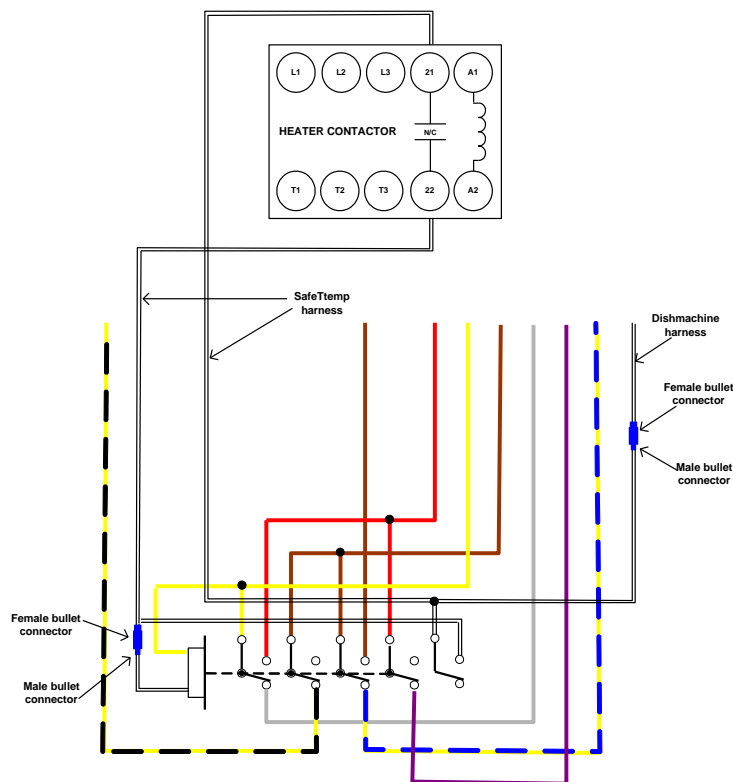 L1 L2 L3 21 A1
HEATER CONTACTOR
N/C
T1 T2 T3 22 A2
SafeTtemp
harness
Dishmachine
harness
Female bullet
connector
Male bullet
connector
Female bullet
connector
Male bullet
connector